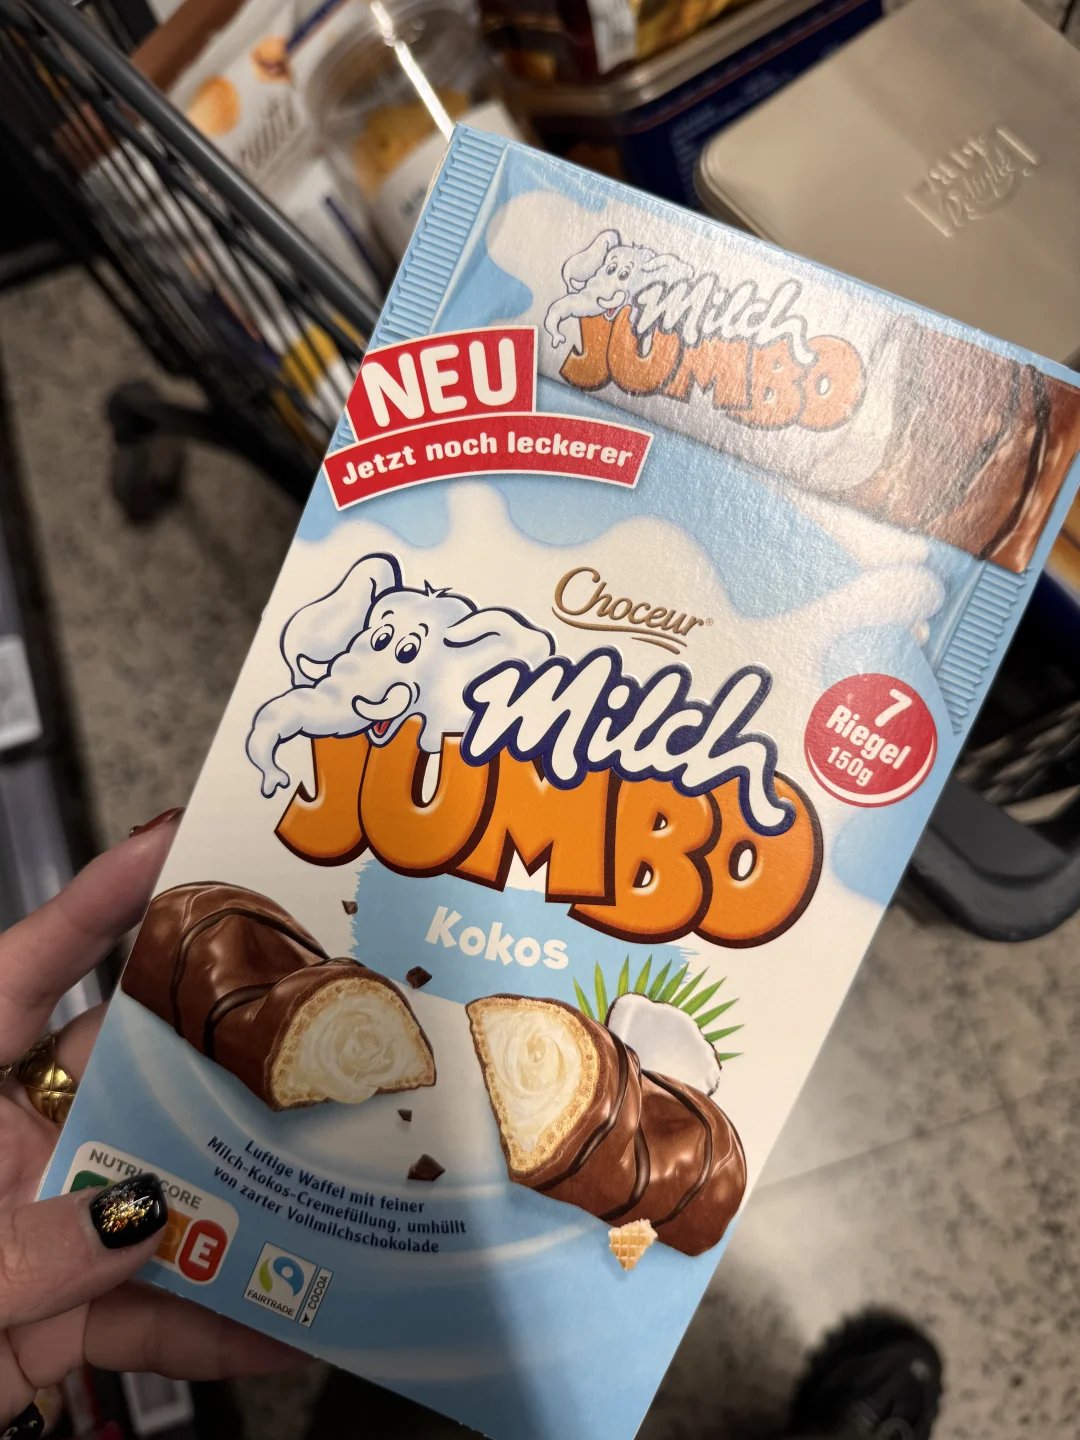 Milch
JUMBO
NEU
Jetzt noch leckerer
Choceur®
Milch
JUMBO
7
Riegel
150g
Kokos
Luftige Waffel mit feiner
Milch-Kokos-Cremefüllung, umhüllt
von zarter Vollmilchschokolade
E
FAIRTRADE
COCOA